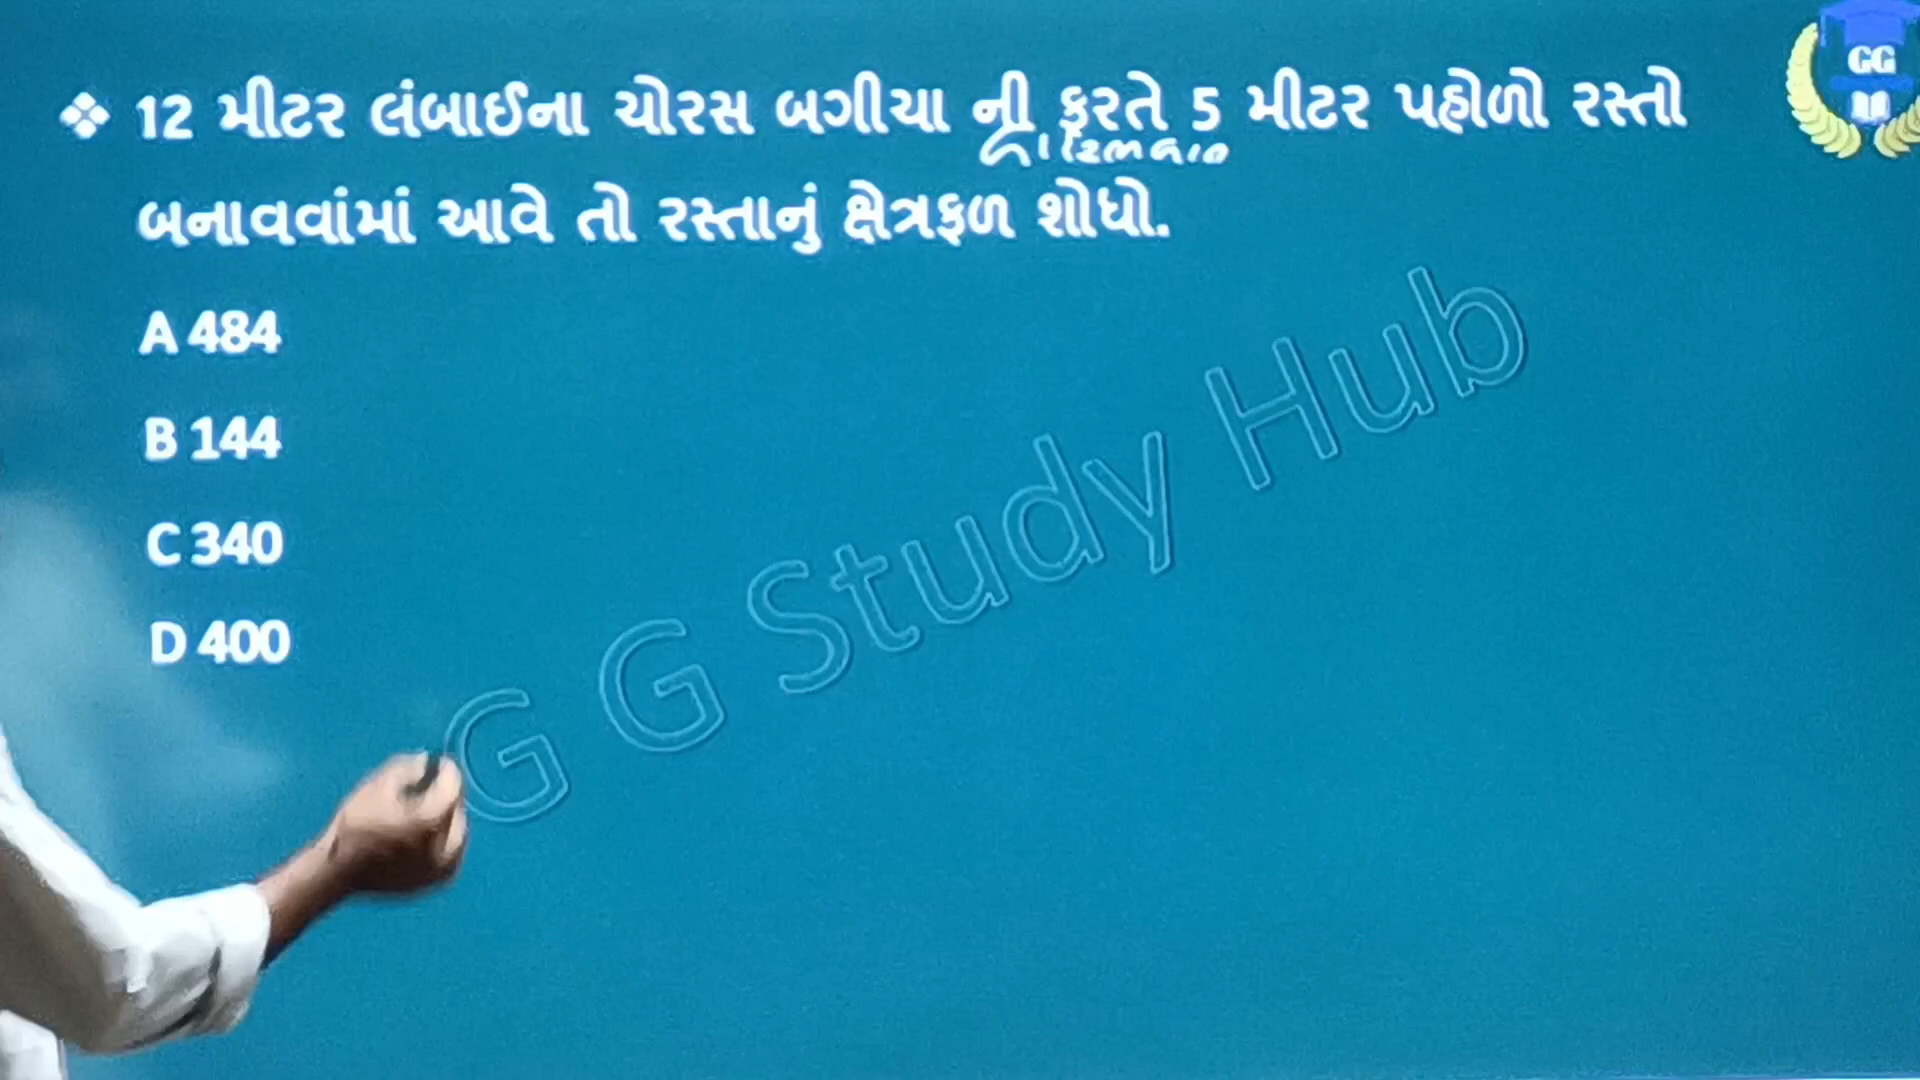 GG
❖ 12 મીટર લંબાઈના ચોરસ બગીચા ની ફરતે 5 મીટર પહોળો રસ્તો
બનાવવાંમાં આવે તો રસ્તાનું ક્ષેત્રફળ શોધો.
A 484
B 144
C 340
D 400
G G Study Hub